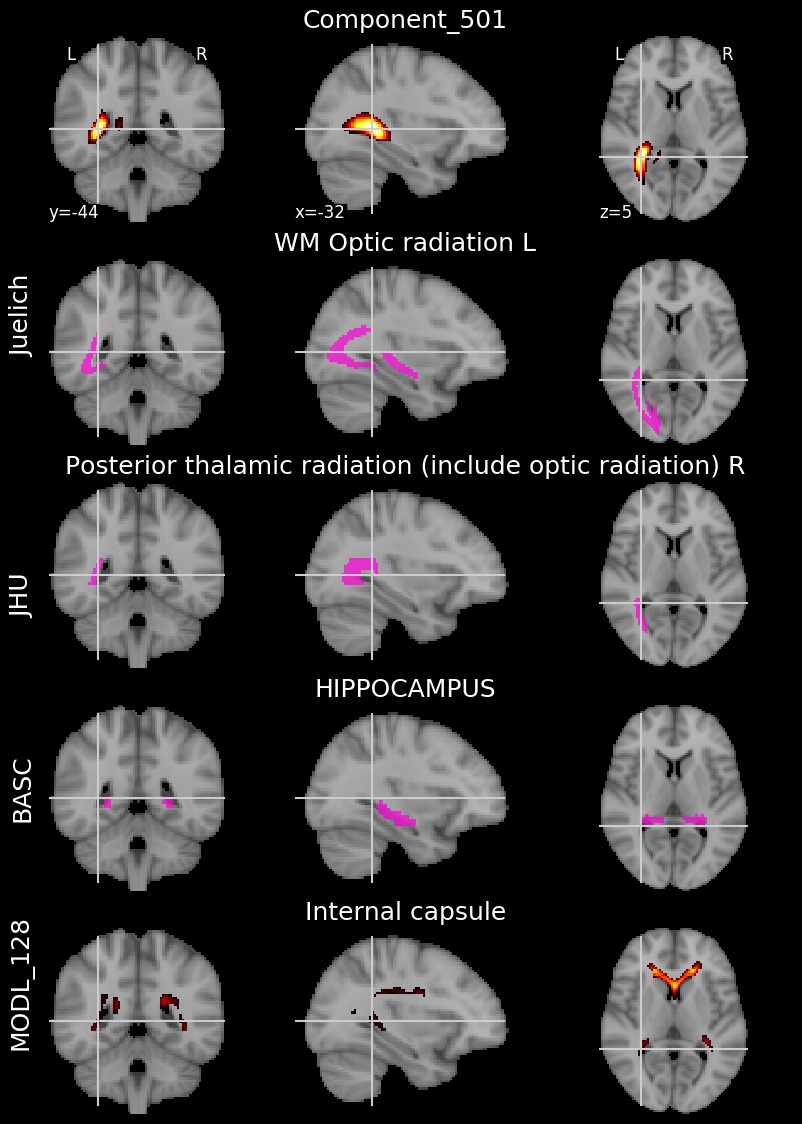 Component_501
L R L R
y=-44 x=-32 z=5
WM Optic radiation L
Juelich
Posterior thalamic radiation (include optic radiation) R
JHU
HIPPOCAMPUS
BASC
Internal capsule
MODL_128